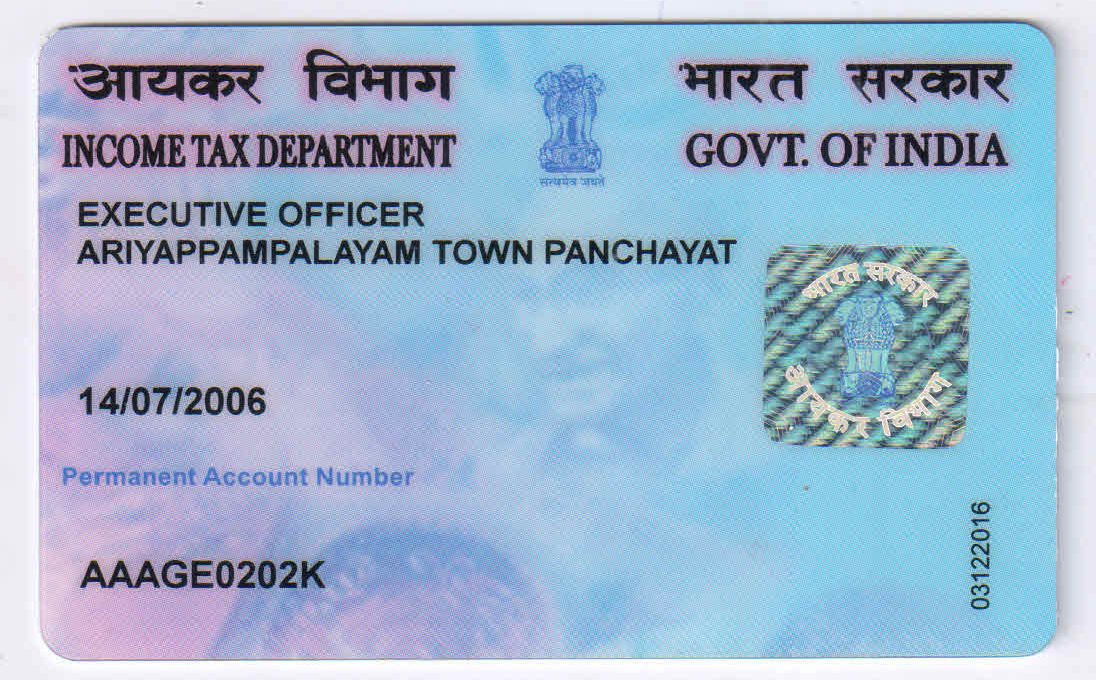 आयकर विभाग
भारत सरकार
INCOME TAX DEPARTMENT
GOVT. OF INDIA
सत्यमेव जयते
EXECUTIVE OFFICER
ARIYAPPAMPALAYAM TOWN PANCHAYAT
भारत सरकार
आयकर विभाग
14/07/2006
Permanent Account Number
AAAGE0202K
03122016